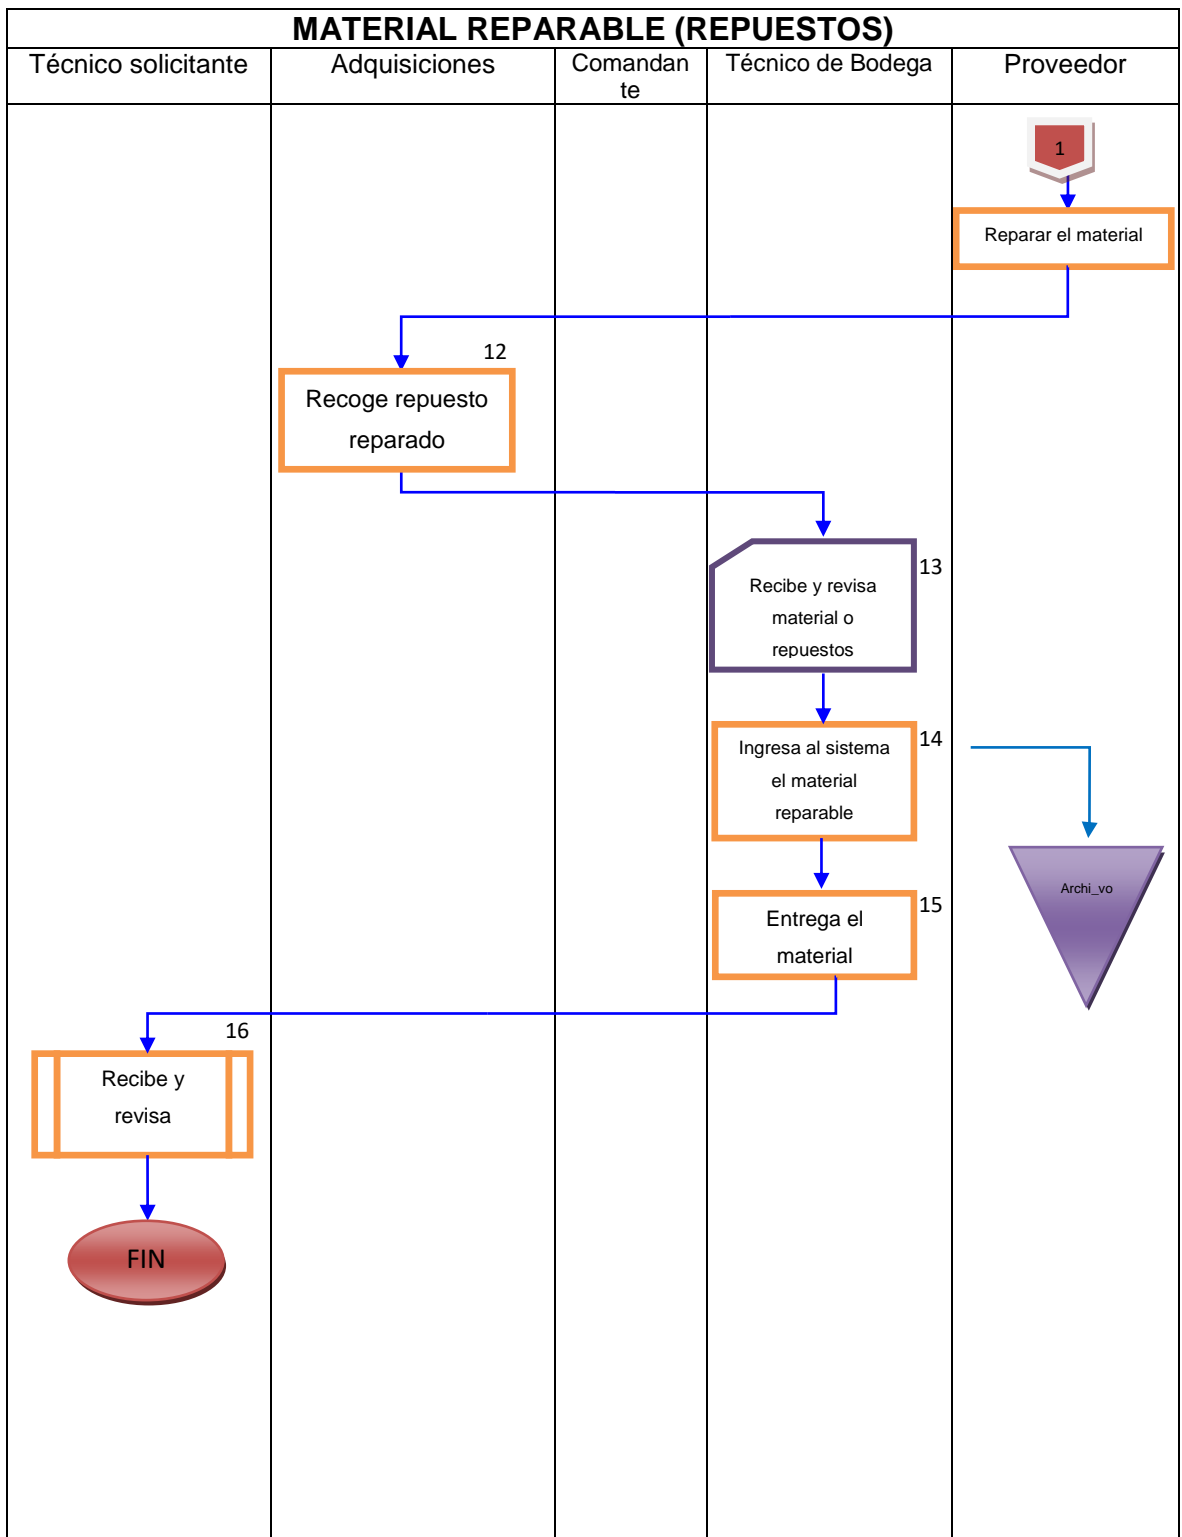 MATERIAL REPARABLE (REPUESTOS)
Técnico solicitante
Adquisiciones
Comandan
te
Técnico de Bodega
Proveedor
1
Reparar el material
12
Recoge repuesto
reparado
13
Recibe y revisa
material o
repuestos
14
Ingresa al sistema
el material
reparable
Archi_vo
15
Entrega el
material
16
Recibe y
revisa
FIN